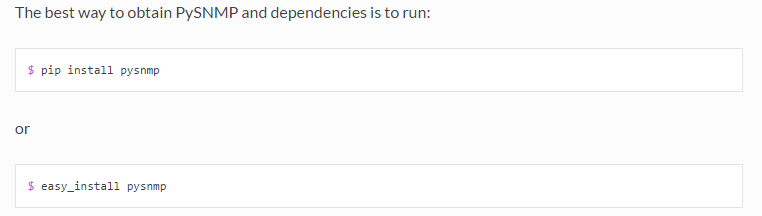 The best way to obtain PySNMP and dependencies is to run:
$ pip install pysnmp
or
$ easy_install pysnmp